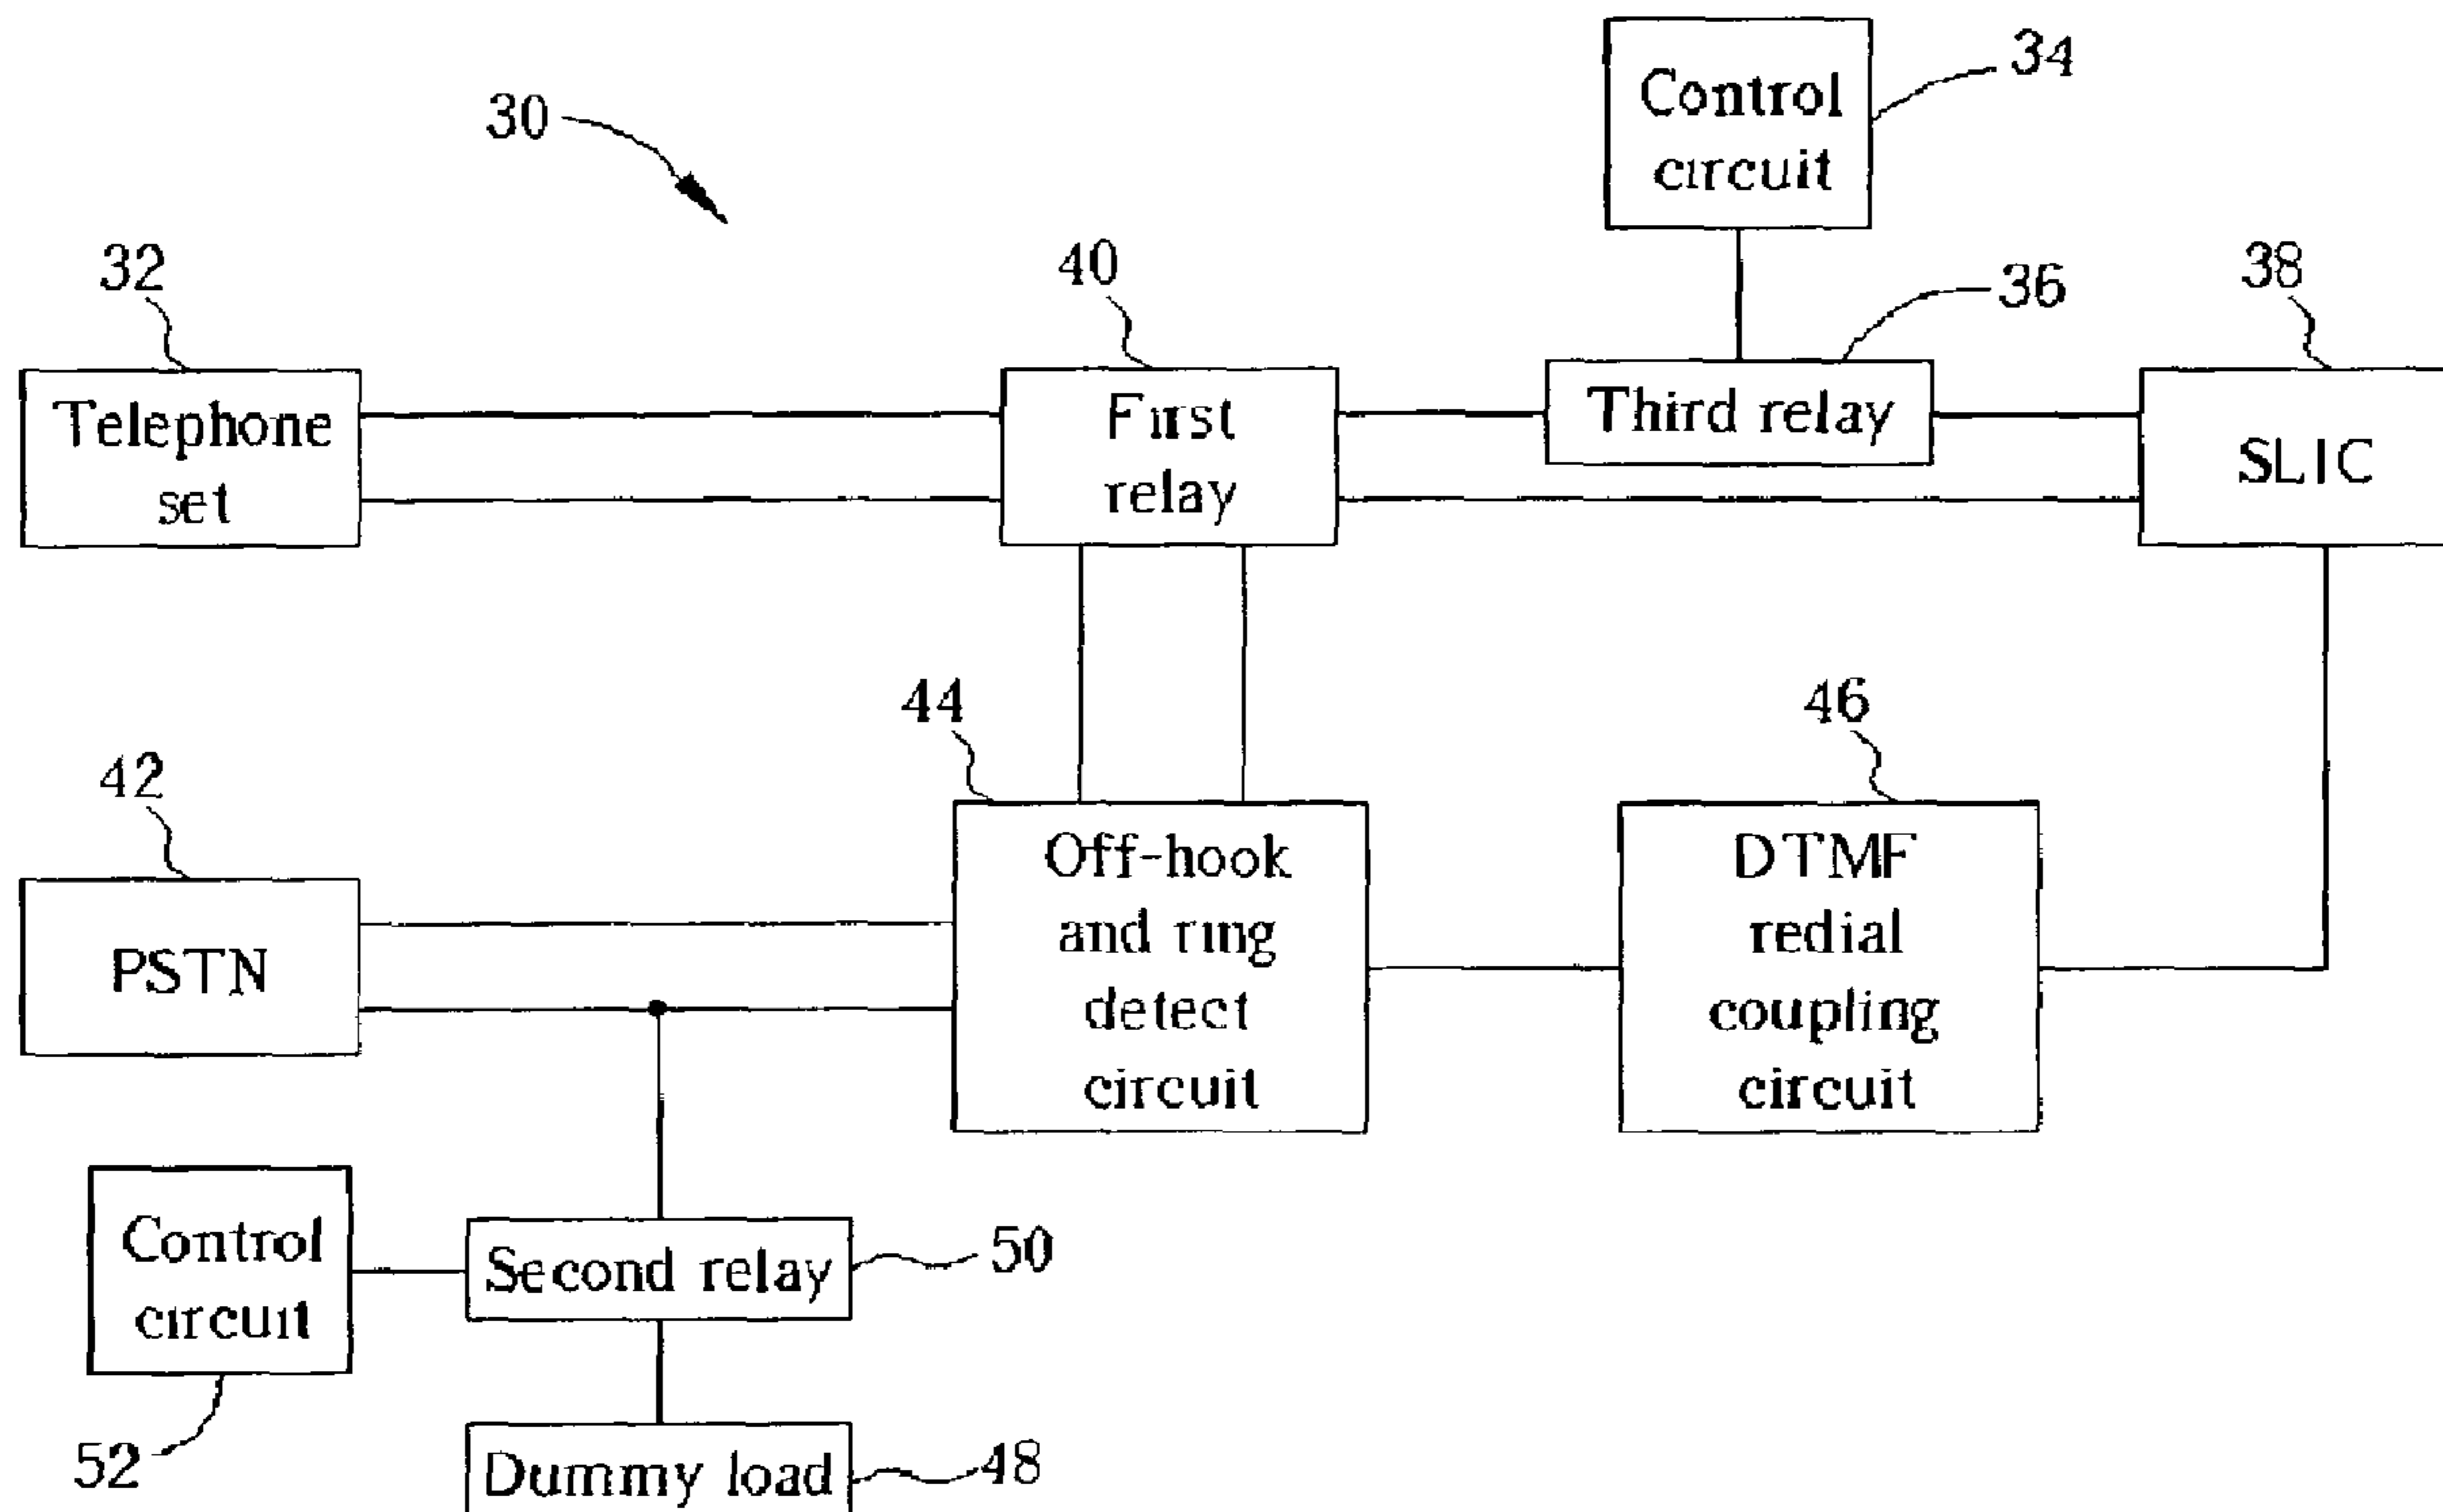 30
Control
circuit
34
32
40
36
38
Telephone
set
First
relay
Third relay
SLIC
42
44
46
PSTN
Off-hook
and ring
detect
circuit
DTMF
redial
coupling
circuit
Control
circuit
52
Second relay
50
Dummy load
48